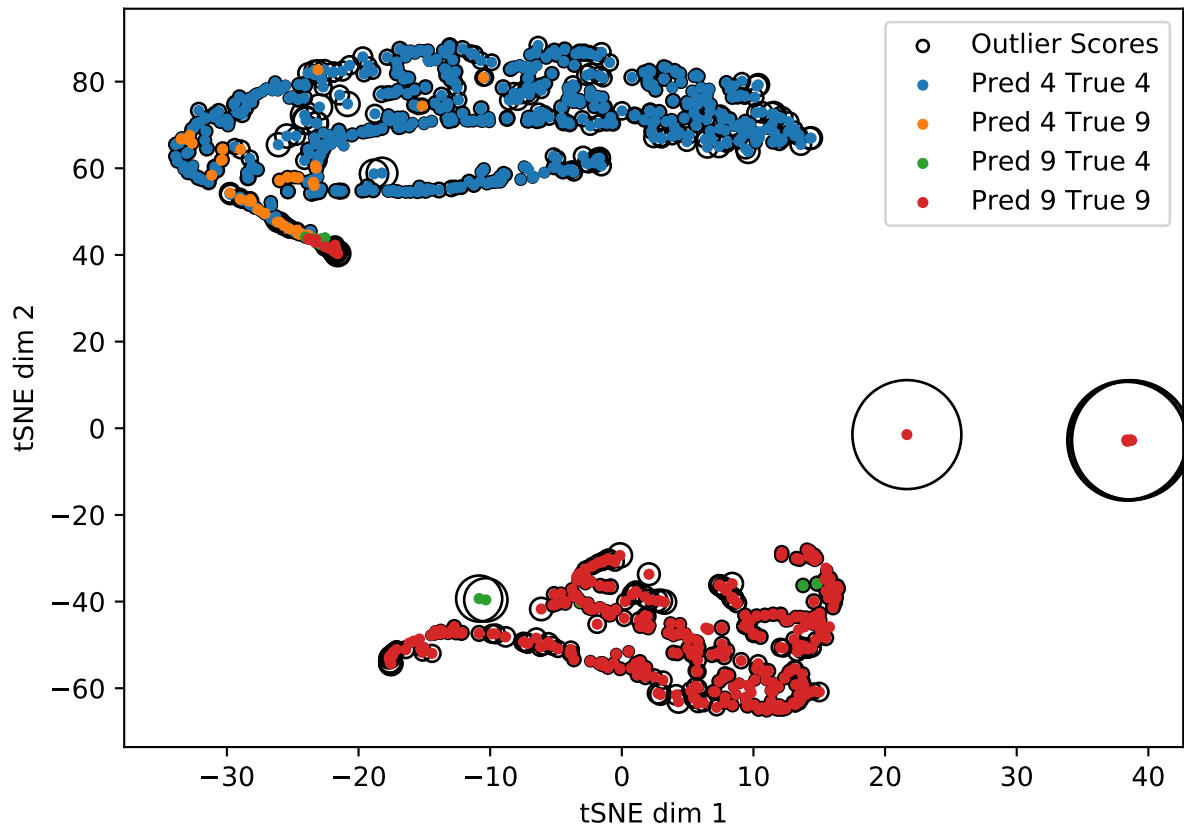 Outlier Scores
Pred 4 True 4
Pred 4 True 9
Pred 9 True 4
Pred 9 True 9
80
60
40
20
0
−20
−40
−60
tSNE dim 2
−30
−20
−10
0
10
20
30
40
tSNE dim 1